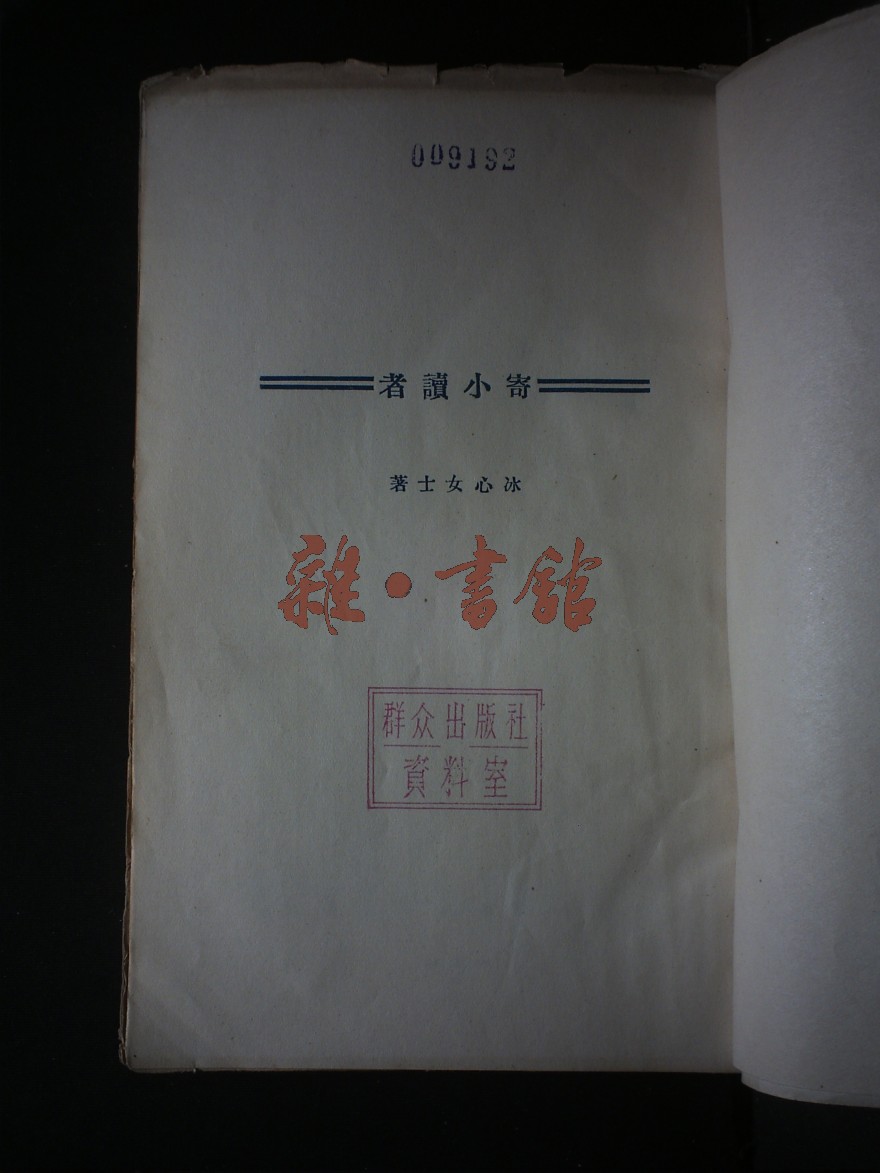 009192
寄小讀者
冰心女士著
雜·書館
群众出版社
資料室